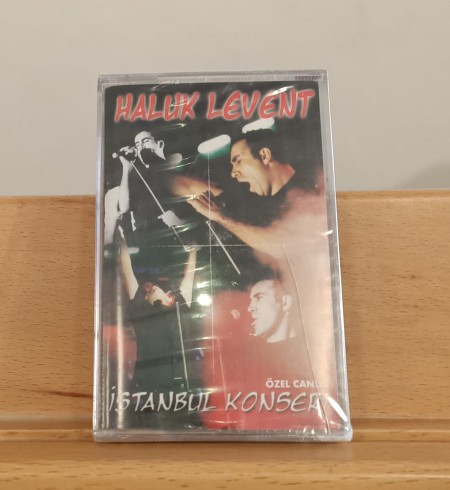 HALUK LEVENT
ÖZEL CANLI
İSTANBUL KONSERİ